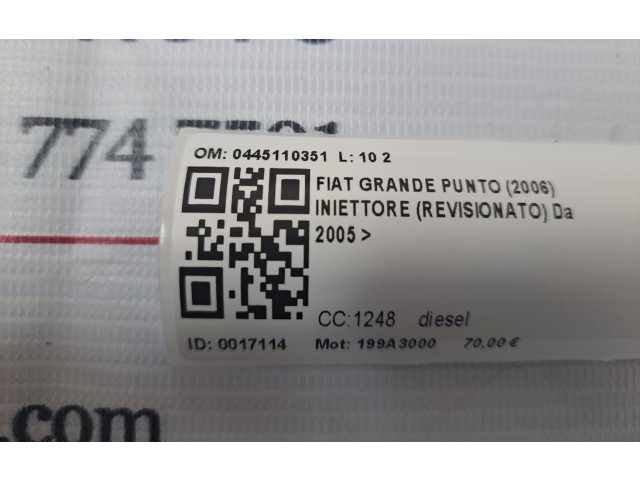 774
OM: 0445110351 L: 10 2
FIAT GRANDE PUNTO (2006)
INIETTORE (REVISIONATO) Da
2005 >
CC:1248 diesel
ID: 0017114 Mot: 199A3000 70,00 €
.com